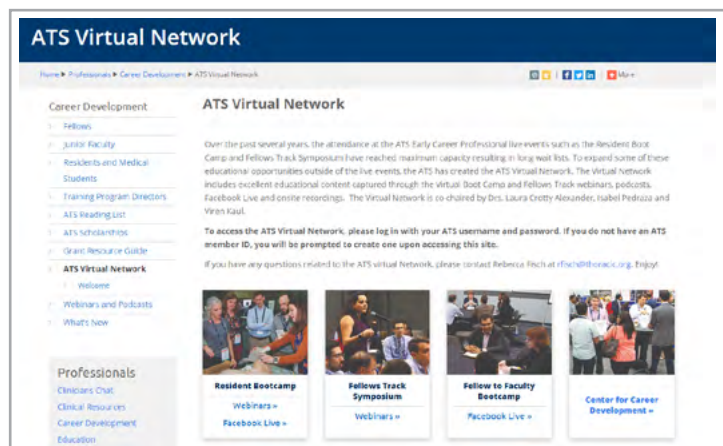 ATS Virtual Network
Home ▶ Professionals ▶ Career Development ▶ ATS Virtual Network
More
Career Development
Fellows
Junior Faculty
Residents and Medical
Students
Training Program Directors
ATS Reading List
ATS Scholarships
Grant Resource Guide
ATS Virtual Network
Welcome
Webinars and Podcasts
What's New
Professionals
Clinicians Chat
Clinical Resources
Career Development
Education
ATS Virtual Network
Over the past several years, the attendance at the ATS Early Career Professional live events such as the Resident Boot
Camp and Fellows Track Symposium have reached maximum capacity resulting in long wait lists. To expand some of these
educational opportunities outside of the live events, the ATS has created the ATS Virtual Network. The Virtual Network
includes excellent educational content captured through the Virtual Boot Camp and Fellows Track webinars, podcasts,
Facebook Live and onsite recordings. The Virtual Network is co-chaired by Drs. Laura Crotty Alexander, Isabel Pedraza and
Viren Kaul.
To access the ATS Virtual Network, please log in with your ATS username and password. If you do not have an ATS
member ID, you will be prompted to create one upon accessing this site.
If you have any questions related to the ATS virtual Network, please contact Rebecca Fisch at rfisch@thoracic.org. Enjoy!
Resident Bootcamp
Webinars »
Facebook Live »
Fellows Track
Symposium
Webinars »
Fellow to Faculty
Bootcamp
Facebook Live »
Center for Career
Development »